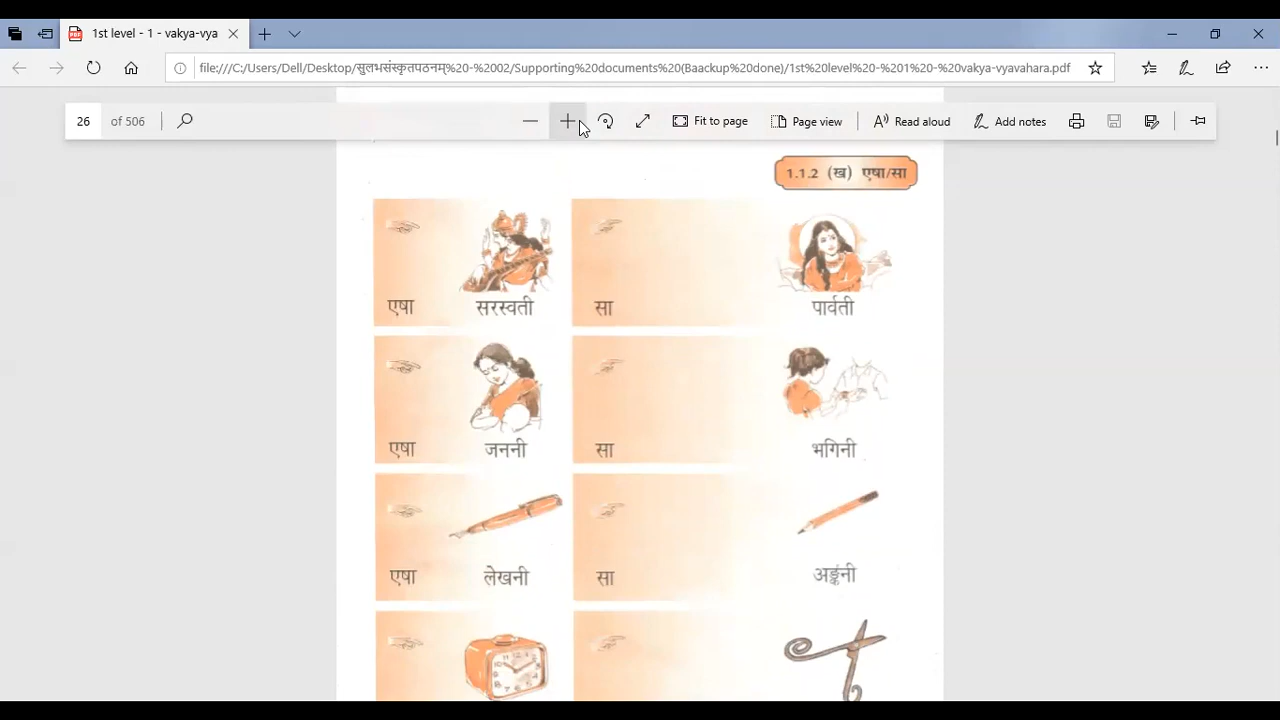 1st level - 1 - vakya-vya
file:///C:/Users/Dell/Desktop/सुलभसंस्कृतपठनम्%20-%2002/Supporting%20documents%20(Baackup%20done)/1st%20level%20-%201%20-%20vakya-vyavahara.pdf
26 of 506 Fit to page Page view Read aloud Add notes
1.1.2 (ख) एषा/सा
एषा सरस्वती सा पार्वती
एषा जननी सा भगिनी
एषा लेखनी सा अङ्कनी